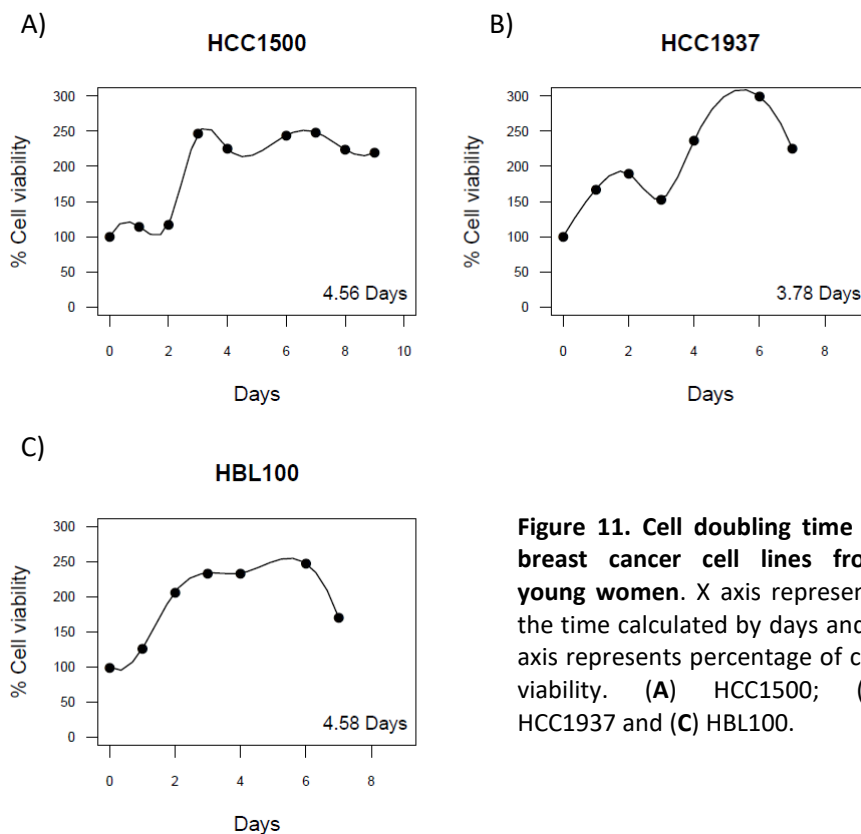 A)
HCC1500
300
250
200
150
100
50
0
% Cell viability
4.56 Days
0 2 4 6 8 10
Days
B)
HCC1937
300
250
200
150
100
50
0
% Cell viability
3.78 Days
0 2 4 6 8
Days
C)
HBL100
300
250
200
150
100
50
0
% Cell viability
4.58 Days
0 2 4 6 8
Days
Figure 11. Cell doubling time
breast cancer cell lines fro
young women. X axis represen
the time calculated by days and
axis represents percentage of c
viability. (A) HCC1500; (
HCC1937 and (C) HBL100.